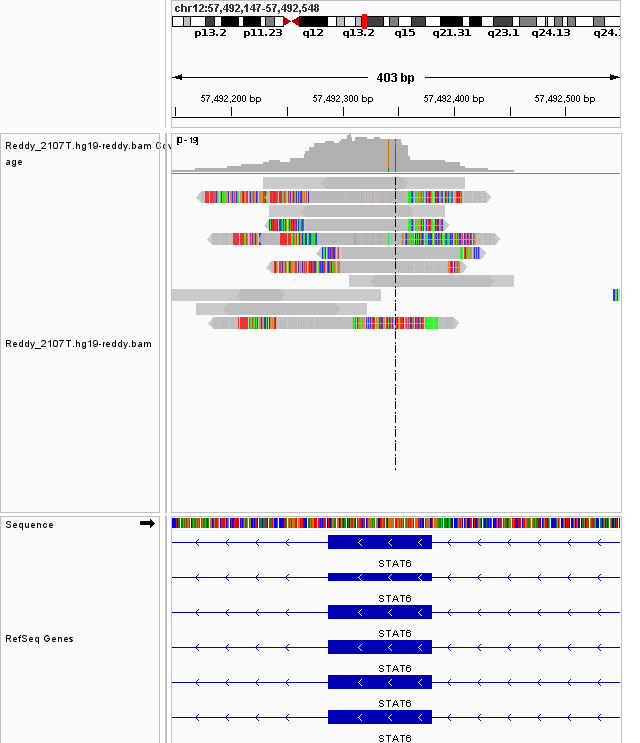 chr12:57,492,147-57,492,548
p13.2 p11.23 q12 q13.2 q15 q21.31 q23.1 q24.13 q24.
403 bp
57,492,200 bp 57,492,300 bp 57,492,400 bp 57,492,500 bp
Reddy_2107T.hg19-reddy.bam Cov
age
[0 - 19]
Reddy_2107T.hg19-reddy.bam
Sequence
STAT6
STAT6
STAT6
RefSeq Genes
STAT6
STAT6
STAT6